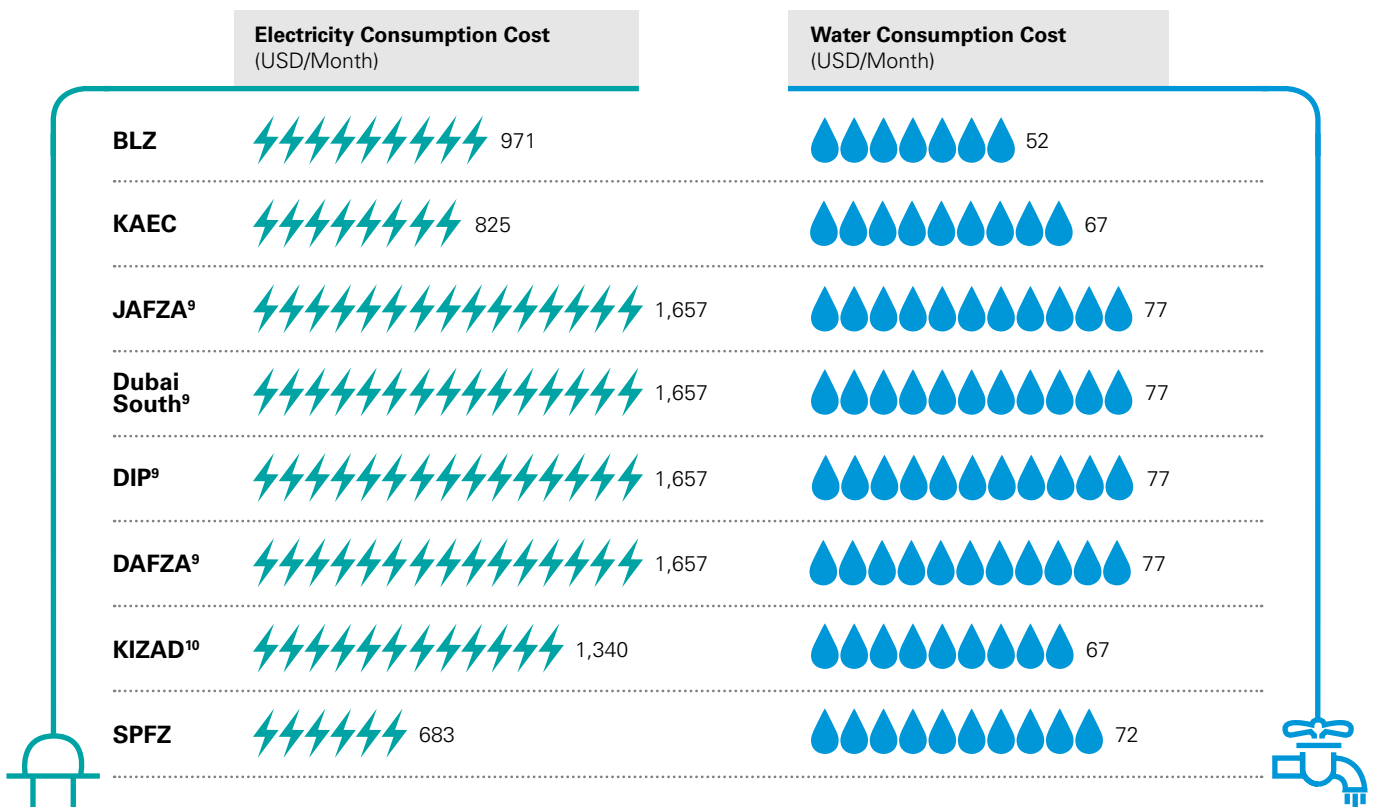 Electricity Consumption Cost
(USD/Month)
Water Consumption Cost
(USD/Month)
BLZ 971 52
KAEC 825 67
JAFZA⁹ 1,657 77
Dubai
South⁹ 1,657 77
DIP⁹ 1,657 77
DAFZA⁹ 1,657 77
KIZAD¹⁰ 1,340 67
SPFZ 683 72